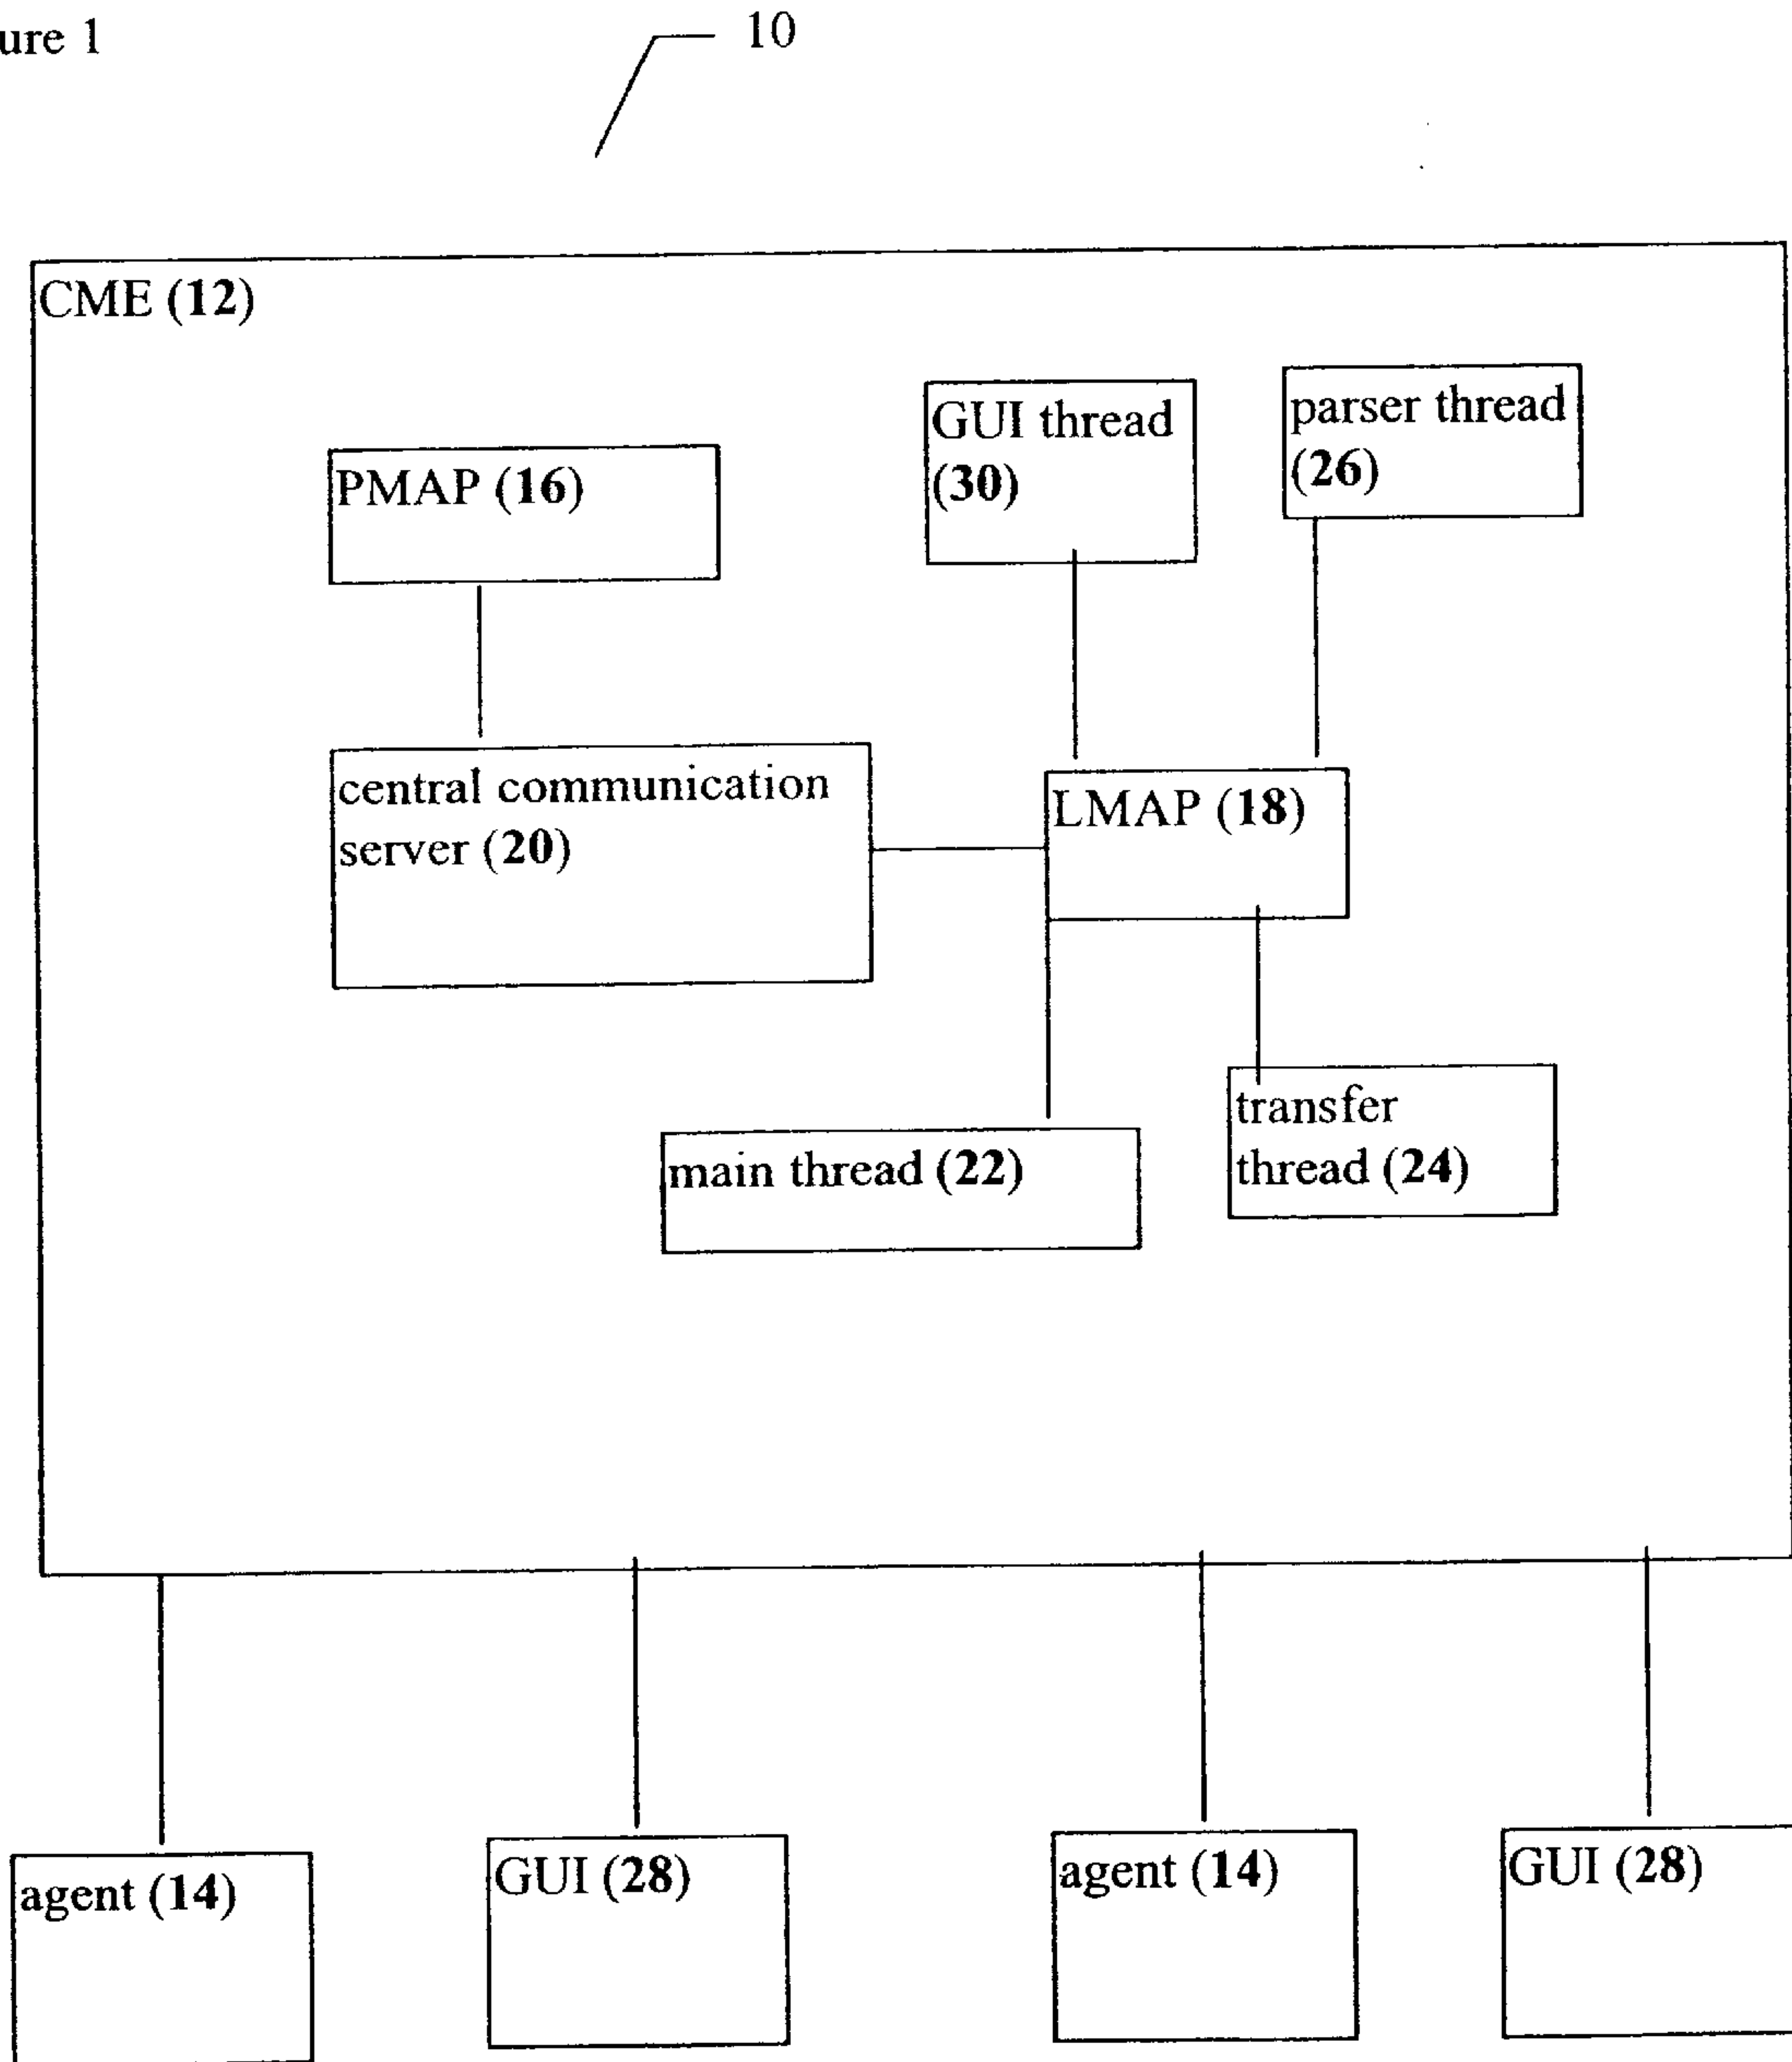 ure 1
10
CME (12)
GUI thread
(30)
parser thread
(26)
PMAP (16)
central communication
server (20)
LMAP (18)
main thread (22)
transfer
thread (24)
agent (14)
GUI (28)
agent (14)
GUI (28)